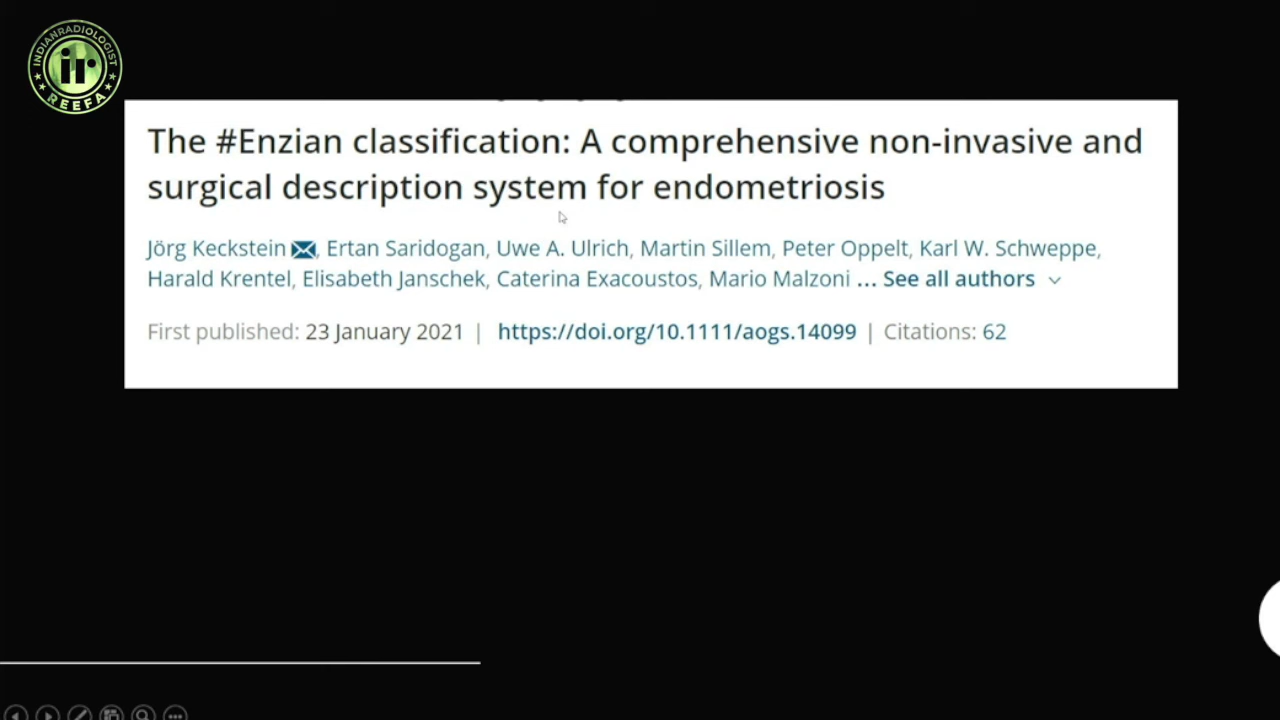 INDIANRADIOLOGIST
ir
REEFA
The #Enzian classification: A comprehensive non-invasive and
surgical description system for endometriosis
Jörg Keckstein, Ertan Saridogan, Uwe A. Ulrich, Martin Sillem, Peter Oppelt, Karl W. Schweppe,
Harald Krentel, Elisabeth Janschek, Caterina Exacoustos, Mario Malzoni ... See all authors
First published: 23 January 2021 | https://doi.org/10.1111/aogs.14099 | Citations: 62